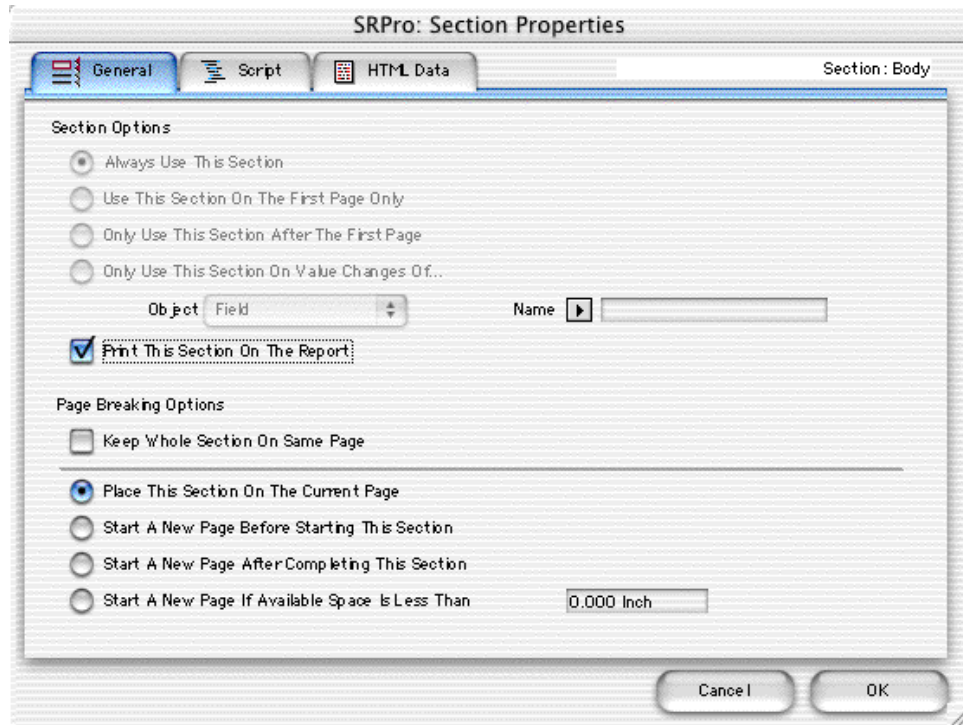 SRPro: Section Properties
General Script HTML Data Section: Body
Section Options
Always Use This Section
Use This Section On The First Page Only
Only Use This Section After The First Page
Only Use This Section On Value Changes Of...
Object Field Name
Print This Section On The Report
Page Breaking Options
Keep Whole Section On Same Page
Place This Section On The Current Page
Start A New Page Before Starting This Section
Start A New Page After Completing This Section
Start A New Page If Available Space Is Less Than 0.000 Inch
Cancel OK